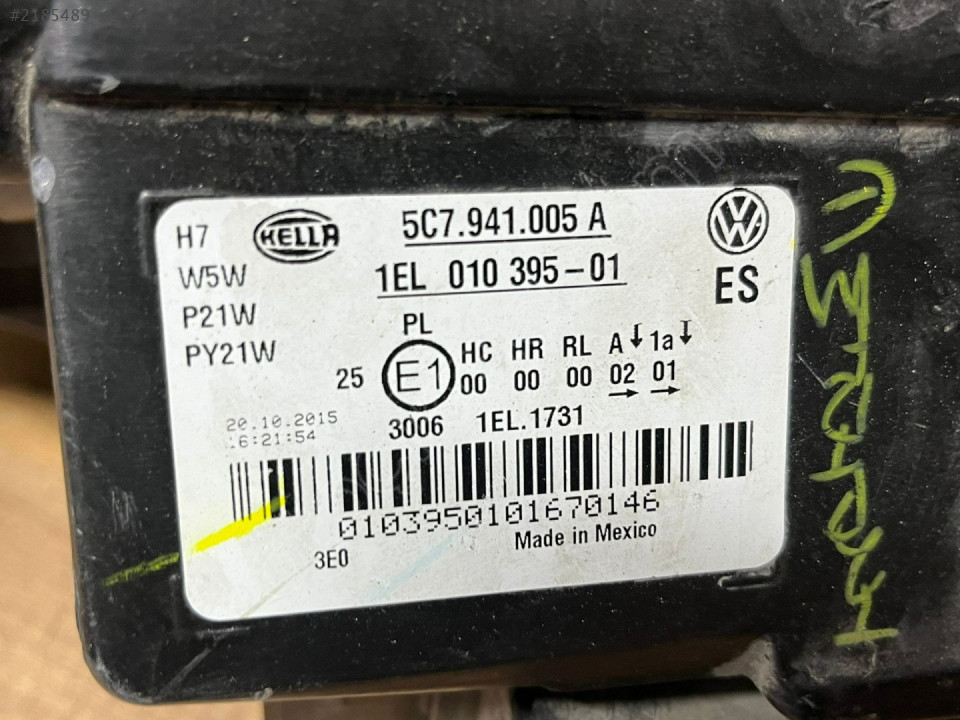 #2185489
H7
HELLA
5C7.941.005 A
W5W
1EL 010 395-01
ES
P21W
PL
PY21W
HC HR RL A 1a
25 E1 00 00 00 02 01
20.10.2015
3006 1EL.1731
16:21:54
0103950101670146
3E0
Made in Mexico